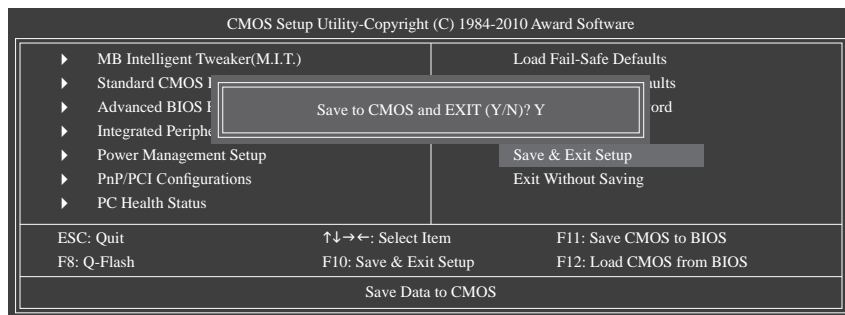 CMOS Setup Utility-Copyright (C) 1984-2010 Award Software
MB Intelligent Tweaker(M.I.T.)
Standard CMOS
Advanced BIOS
Integrated
Power Management Setup
PnP/PCI Configurations
PC Health Status
Load Fail-Safe Defaults
Save & Exit Setup
Exit Without Saving
Save to CMOS and EXIT (Y/N)? Y
ESC: Quit ↑↓→←: Select Item F11: Save CMOS to BIOS
F8: Q-Flash F10: Save & Exit Setup F12: Load CMOS from BIOS
Save Data to CMOS